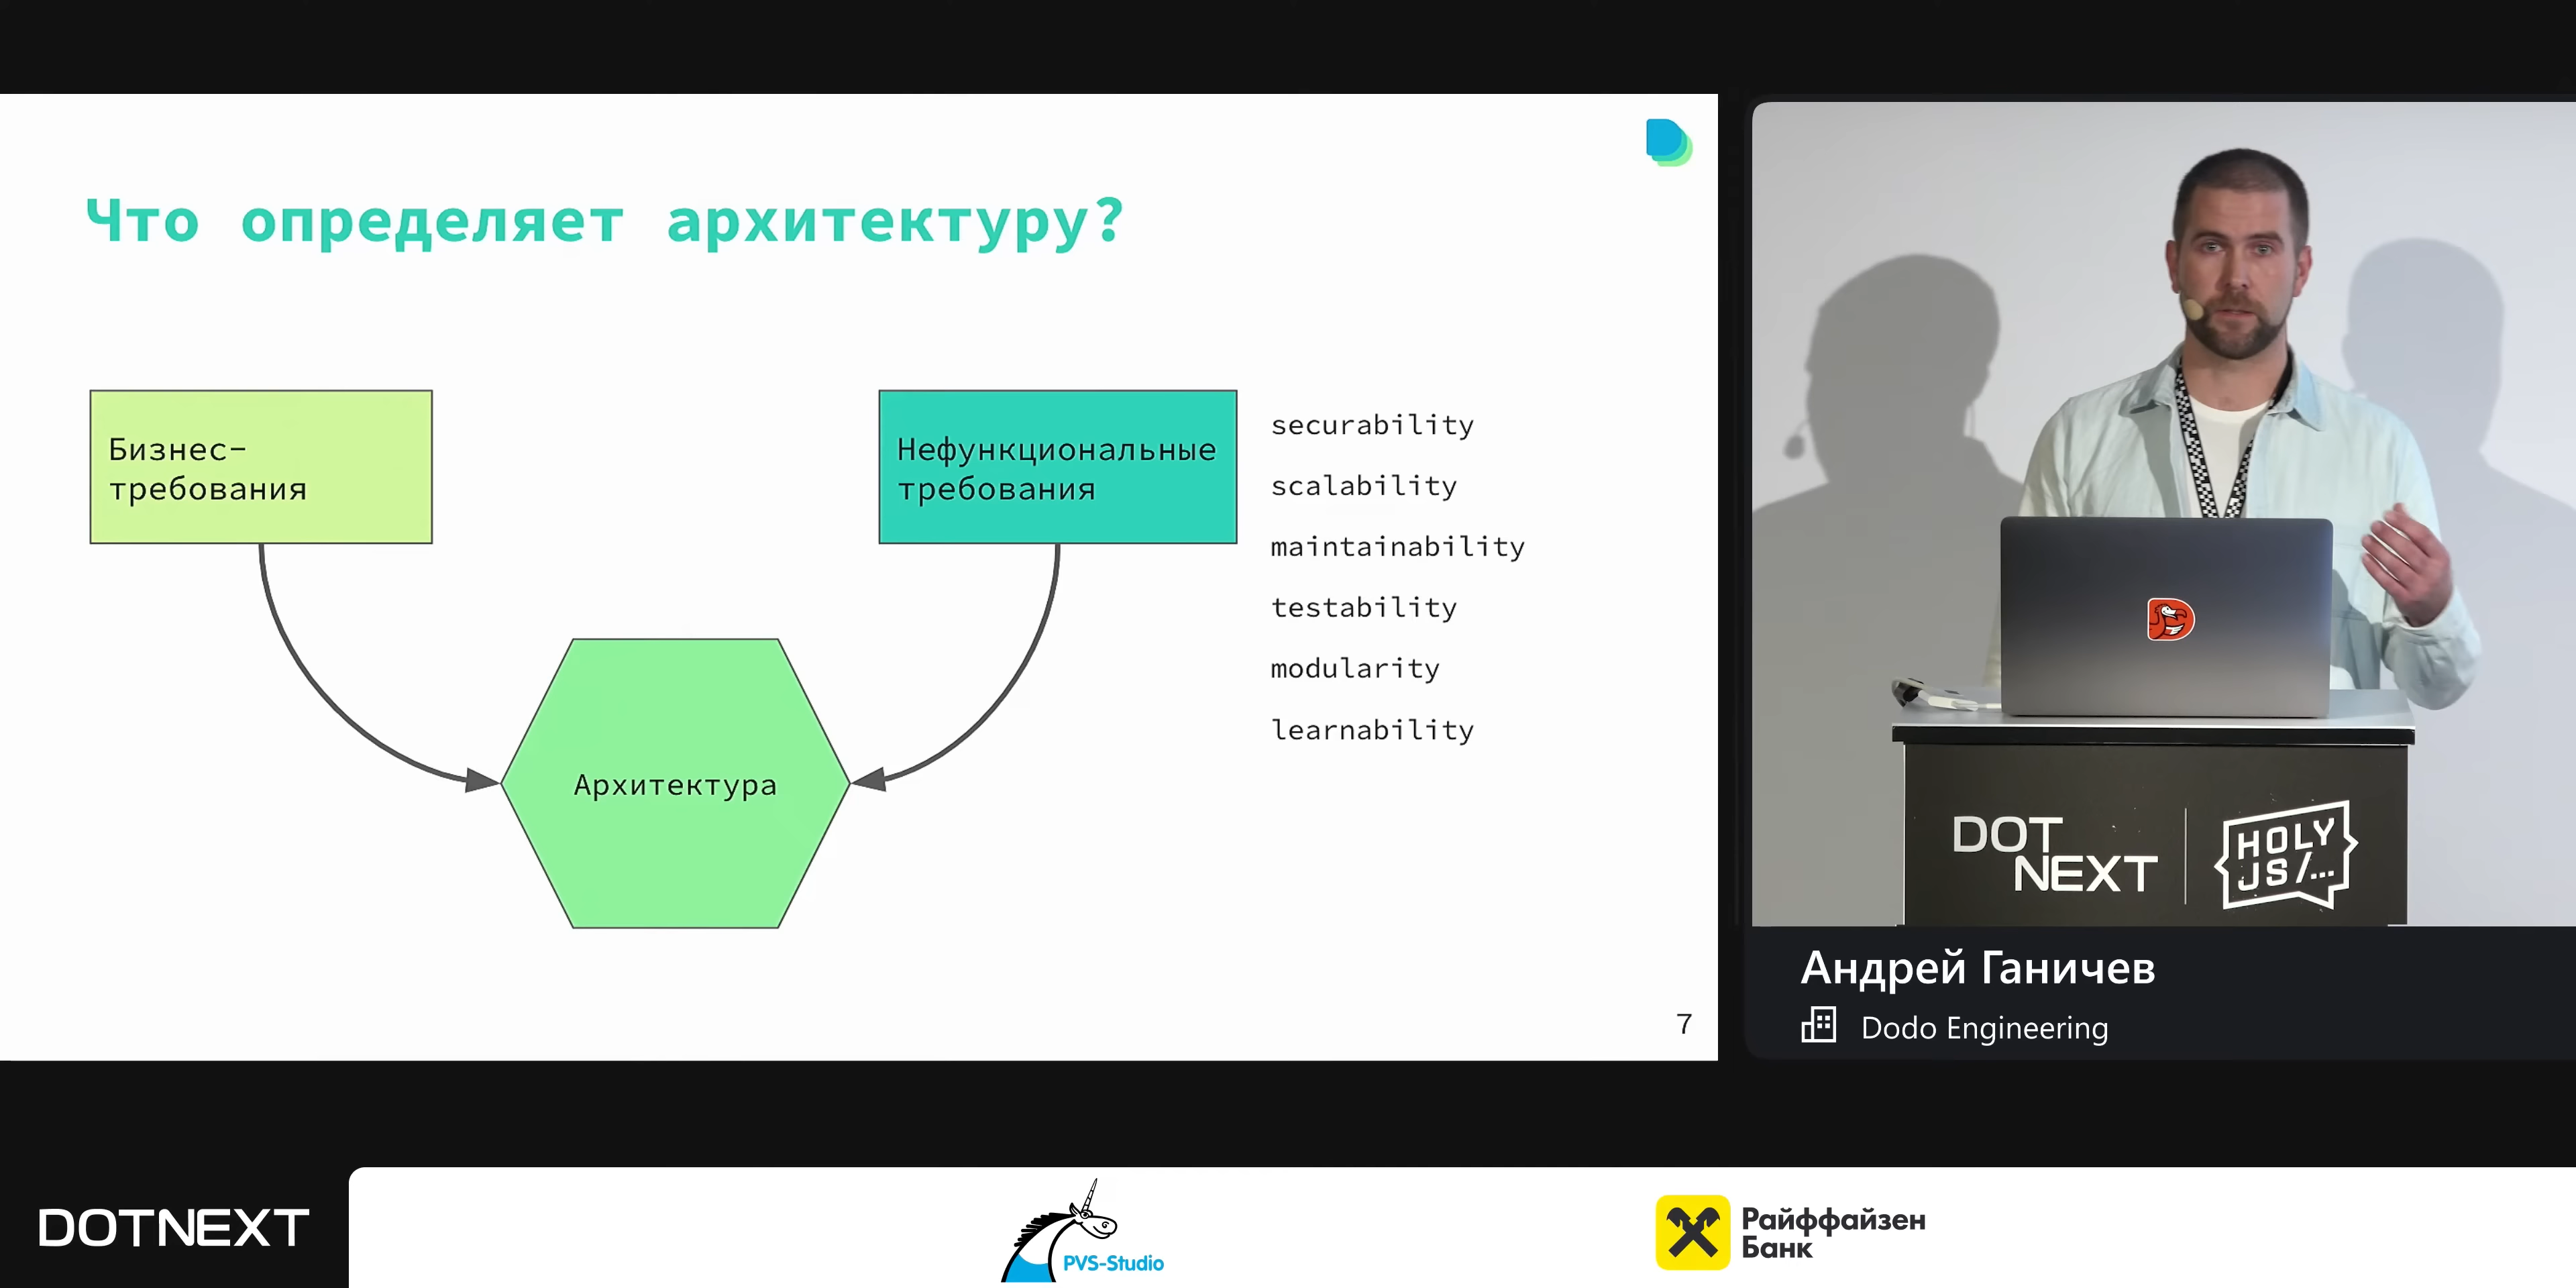 Что определяет архитектуру?
Бизнес-
требования
Нефункциональные
требования
securability
scalability
maintainability
testability
modularity
learnability
Архитектура
7
DOT
NEXT
HOLY
JS/...
Андрей Ганичев
Dodo Engineering
DOTNEXT
PVS-Studio
Райффайзен
Банк